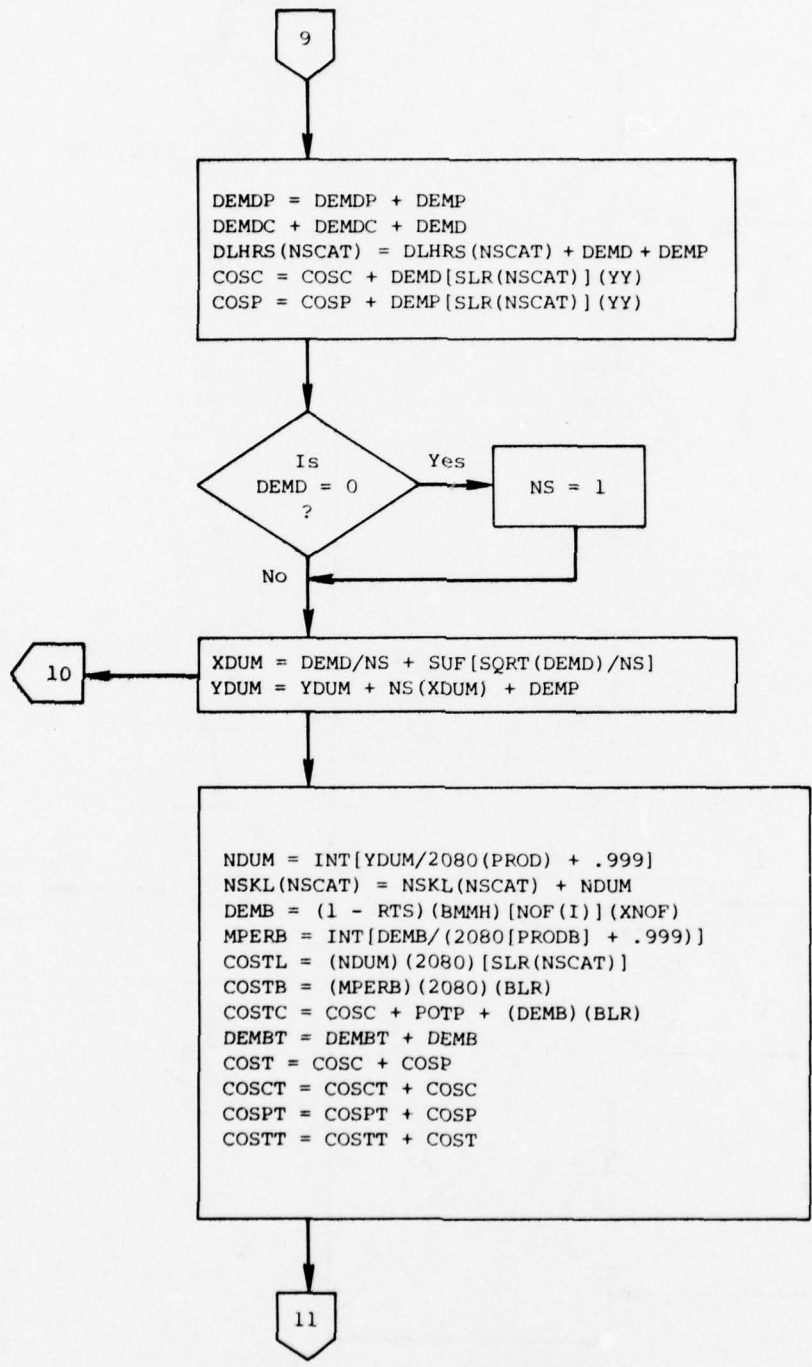 9
DEMDP = DEMDP + DEMP
DEMDC + DEMDC + DEMD
DLHRS(NSCAT) = DLHRS(NSCAT) + DEMD + DEMP
COSC = COSC + DEMD[SLR(NSCAT)](YY)
COSP = COSP + DEMP[SLR(NSCAT)](YY)
Is
DEMD = 0
?
Yes
NS = 1
No
10
XDUM = DEMD/NS + SUF[SQRT(DEMD)/NS]
YDUM = YDUM + NS(XDUM) + DEMP
NDUM = INT[YDUM/2080(PROD) + .999]
NSKL(NSCAT) = NSKL(NSCAT) + NDUM
DEMB = (1 - RTS)(BMMH)[NOF(I)](XNOF)
MPERB = INT[DEMB/(2080[PRODB] + .999)]
COSTL = (NDUM)(2080)[SLR(NSCAT)]
COSTB = (MPERB)(2080)(BLR)
COSTC = COSC + POTP + (DEMB)(BLR)
DEMBT = DEMBT + DEMB
COST = COSC + COSP
COSCT = COSCT + COSC
COSPT = COSPT + COSP
COSTT = COSTT + COST
11